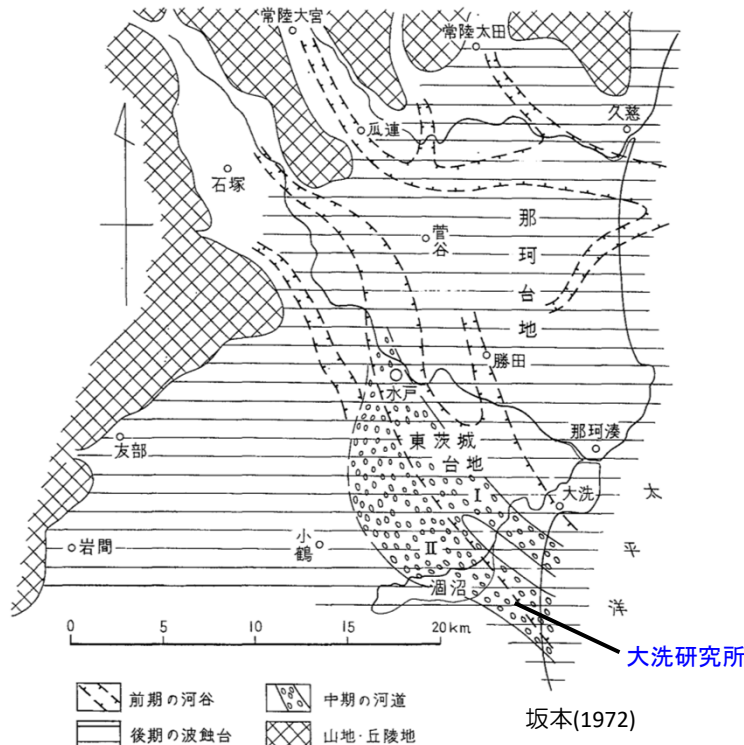 常陸大宮
常陸太田
久慈
瓜連
石塚
菅谷
那珂台地
勝田
水戸
東茨城
台地
那珂湊
友部
大洗
太平洋
I
岩間
小鶴
II
涸沼
0 5 10 15 20km
大洗研究所
前期の河谷
中期の河道
後期の波蝕台
山地・丘陵地
坂本(1972)